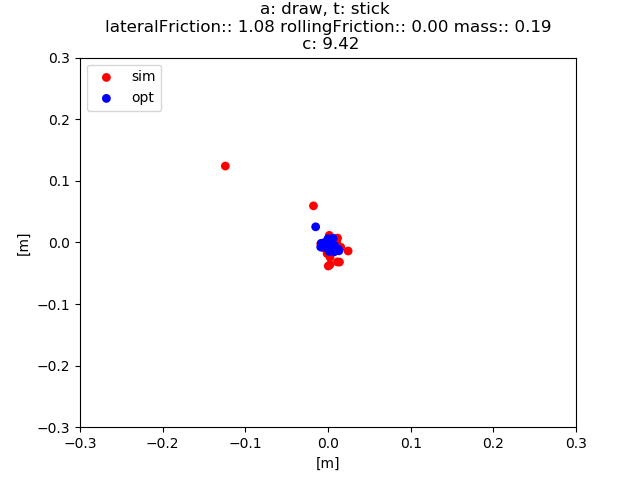 a: draw, t: stick
lateralFriction:: 1.08 rollingFriction:: 0.00 mass:: 0.19
c: 9.42
sim
opt
0.3
0.2
0.1
0.0
−0.1
−0.2
−0.3
[m]
−0.3 −0.2 −0.1 0.0 0.1 0.2 0.3
[m]